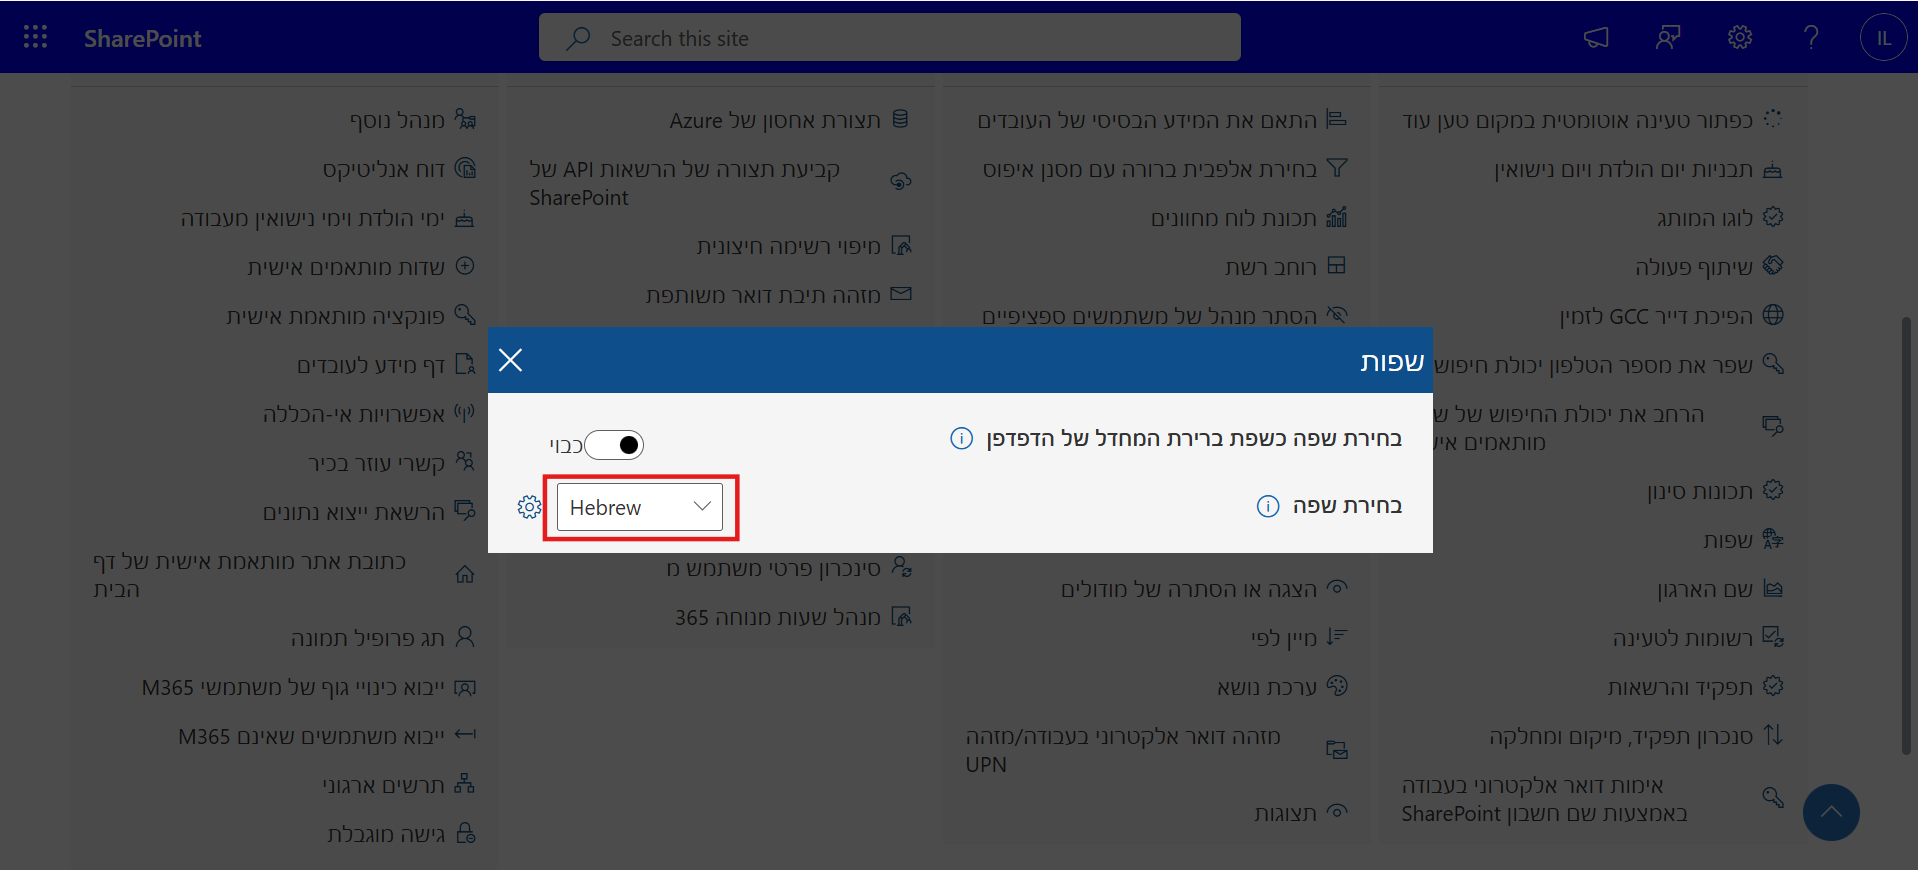 SharePoint
Search this site
IL
כפתור טעינה אוטומטית במקום טען עוד
תבניות יום הולדת ויום נישואין
לוגו המותג
שיתוף פעולה
הפיכת דייר GCC לזמין
שפר את מספר הטלפון יכולת חיפוש
הרחב את יכולת החיפוש של
מותאמים
תכונות סינון
שפות
שם הארגון
רשומות לטעינה
תפקיד והרשאות
סנכרון תפקיד, מיקום ומחלקה
אימות דואר אלקטרוני בעבודה
באמצעות שם חשבון SharePoint
התאם את המידע הבסיסי של העובדים
בחירת אלפבית ברורה עם מסנן איפוס
תכונת לוח מחוונים
רוחב רשת
הסתר מנהל של משתמשים ספציפיים
הצגה או הסתרה של מודולים
מיין לפי
ערכת נושא
מזהה דואר אלקטרוני בעבודה/מזהה
UPN
תצוגות
תצורת אחסון של Azure
קביעת תצורה של הרשאות API של
SharePoint
מיפוי רשימה חיצונית
מזהה תיבת דואר משותפת
סינכרון פרטי משתמש מ
מנהל שעות מנוחה 365
מנהל נוסף
דוח אנליטיקס
ימי הולדת וימי נישואין מעבודה
שדות מותאמים אישית
פונקציה מותאמת אישית
דף מידע לעובדים
אפשרויות אי-הכללה
קשרי עוזר בכיר
הרשאת ייצוא נתונים
כתובת אתר מותאמת אישית של דף
הבית
תג פרופיל תמונה
ייבוא כינויי גוף של משתמשי M365
ייבוא משתמשים שאינם M365
תרשים ארגוני
גישה מוגבלת
שפות
בחירת שפה כשפת ברירת המחדל של הדפדפן
כבוי
בחירת שפה
Hebrew